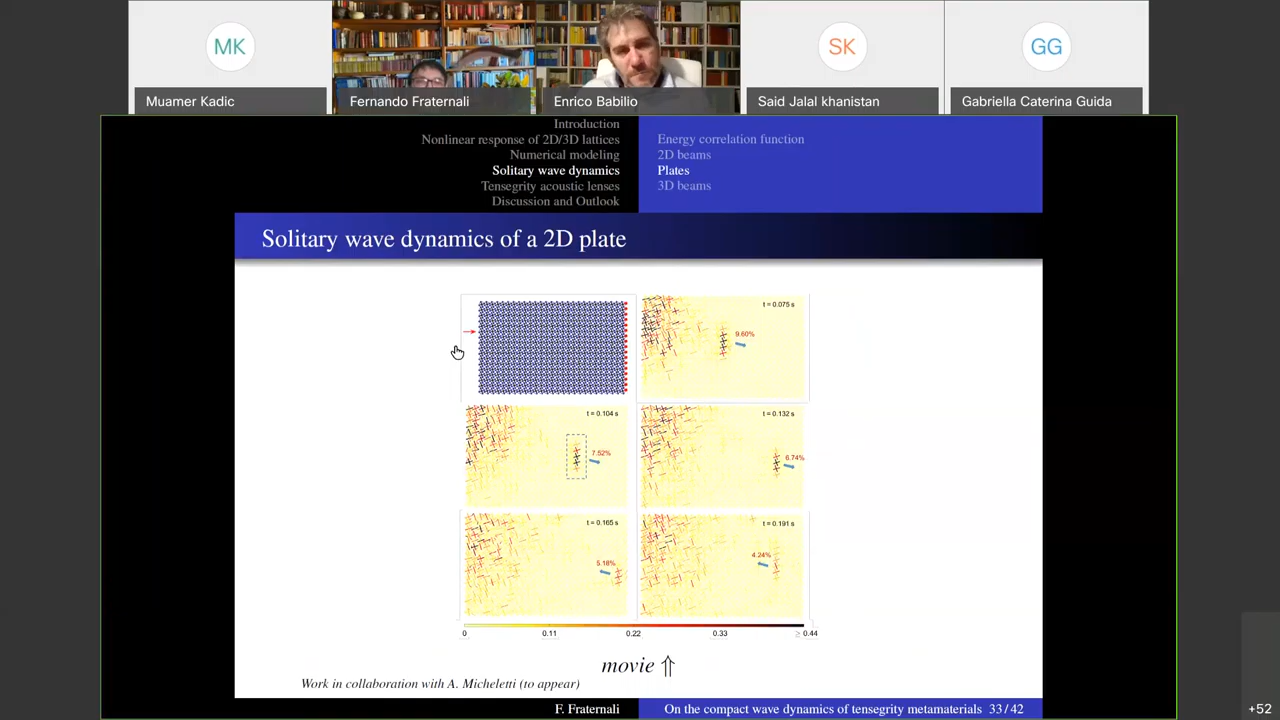 MK
SK
GG
Muamer Kadic
Fernando Fraternali
Enrico Babilio
Said Jalal khanistan
Gabriella Caterina Guida
Introduction
Nonlinear response of 2D/3D lattices
Numerical modeling
Solitary wave dynamics
Tensegrity acoustic lenses
Discussion and Outlook
Energy correlation function
2D beams
Plates
3D beams
Solitary wave dynamics of a 2D plate
t = 0.075 s
9.60%
t = 0.104 s
7.52%
t = 0.132 s
6.74%
t = 0.165 s
5.18%
t = 0.191 s
4.24%
0 0.11 0.22 0.33 ≥ 0.44
movie ⇑
Work in collaboration with A. Micheletti (to appear)
F. Fraternali
On the compact wave dynamics of tensegrity metamaterials 33 / 42
+52